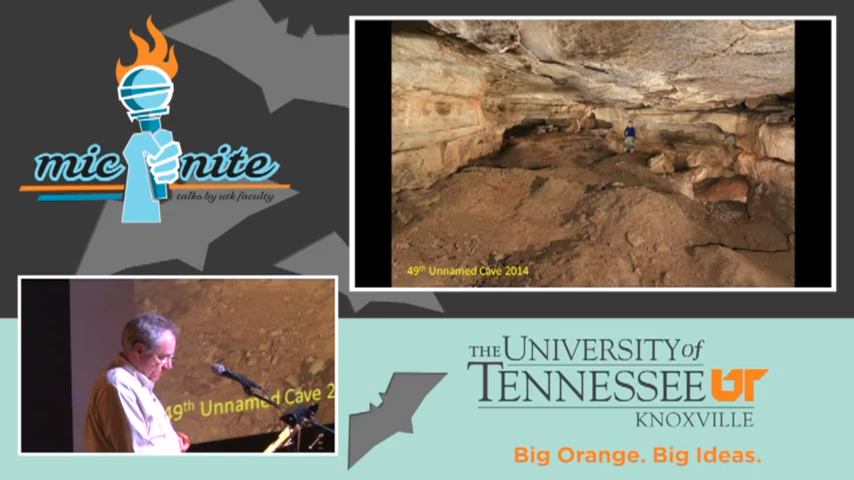 mic nite
talks by utk faculty
49th Unnamed Cave 2014
49th Unnamed Cave 2
THE UNIVERSITY of
TENNESSEE UT
KNOXVILLE
Big Orange. Big Ideas.